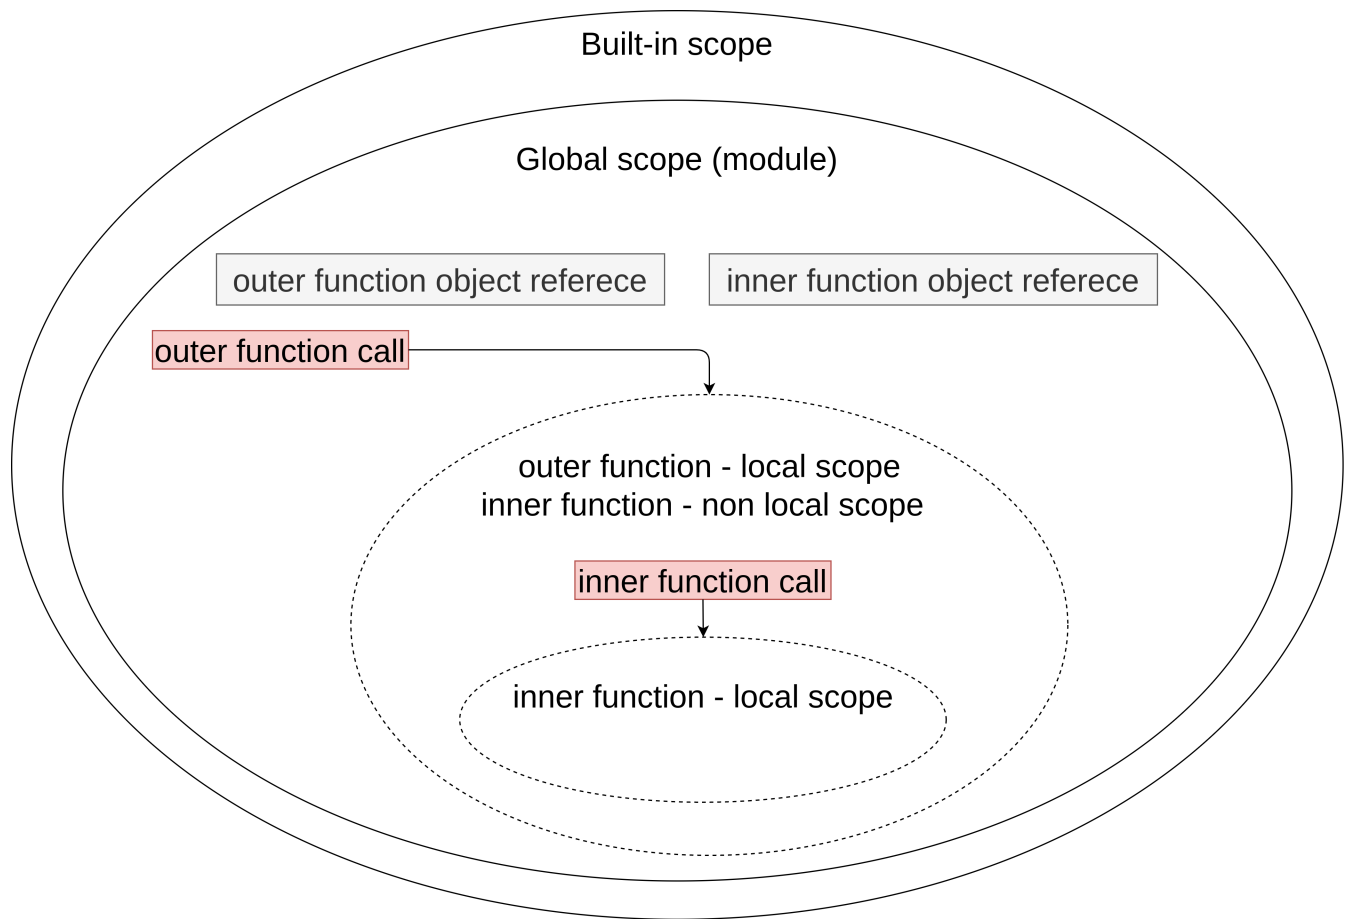 Built-in scope
Global scope (module)
outer function object referece
inner function object referece
outer function call
outer function - local scope
inner function - non local scope
inner function call
inner function - local scope